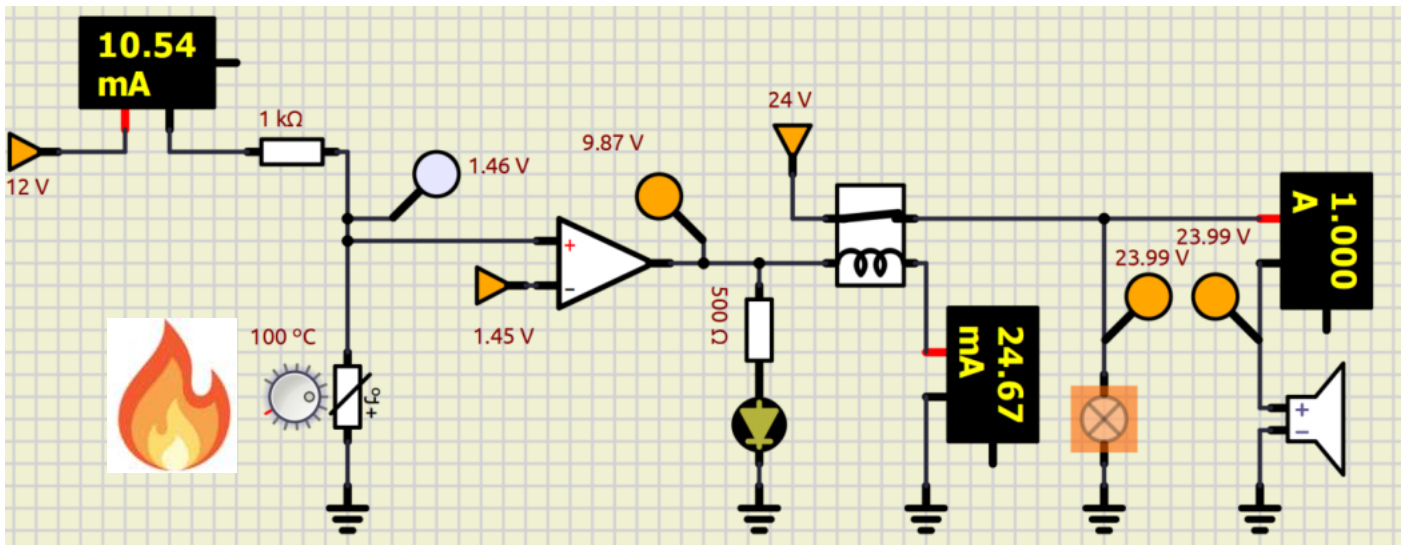 10.54
mA
12 V
1 kΩ
1.46 V
9.87 V
24 V
+
−
1.45 V
500 Ω
100 ºC
+tº
24.67
mA
23.99 V
23.99 V
1.000
A
+
−